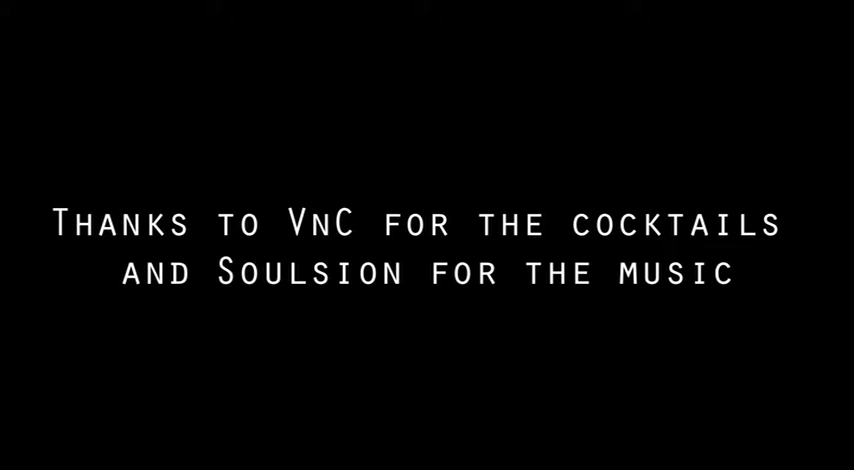 Thanks to VnC for the cocktails
and Soulsion for the music